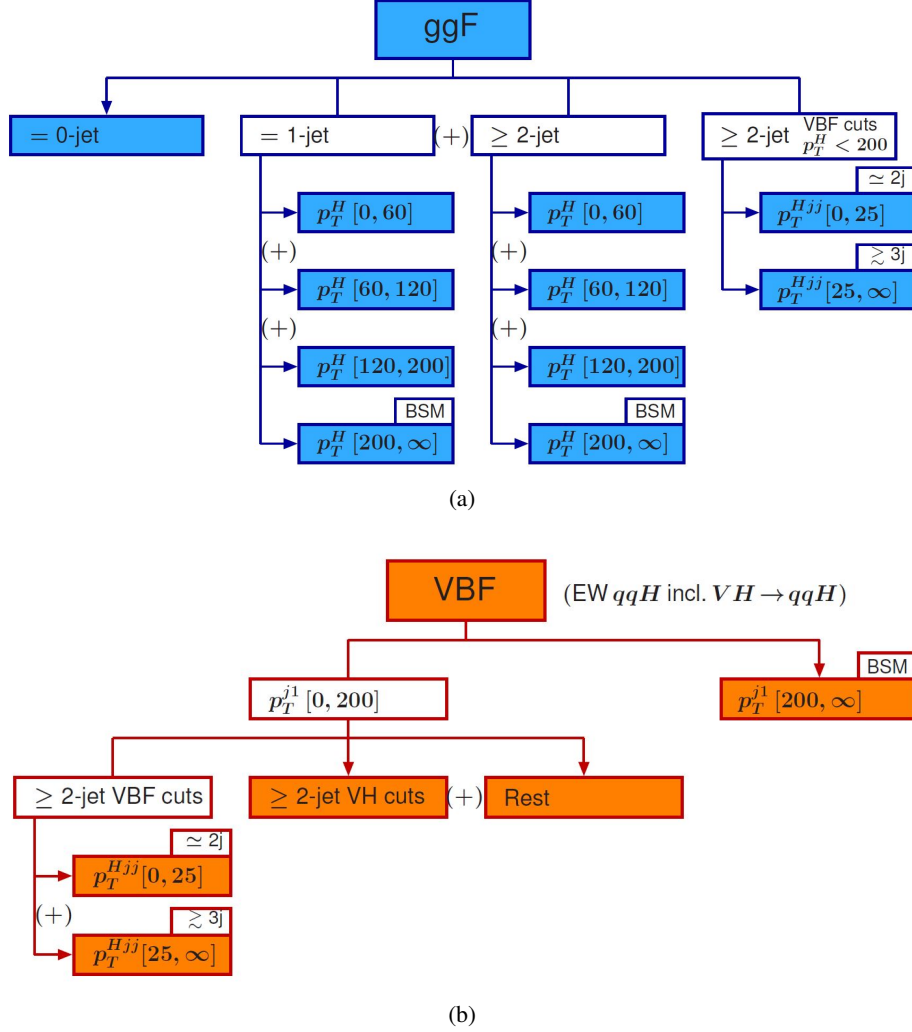 ggF
= 0-jet
= 1-jet
(+)
≥ 2-jet
≥ 2-jet VBF cuts
p_T^H < 200
p_T^H [0, 60]
(+)
p_T^H [60, 120]
(+)
p_T^H [120, 200]
BSM
p_T^H [200, ∞]
p_T^H [0, 60]
(+)
p_T^H [60, 120]
(+)
p_T^H [120, 200]
BSM
p_T^H [200, ∞]
≃ 2j
p_T^{Hjj} [0, 25]
≳ 3j
p_T^{Hjj} [25, ∞]
(a)
VBF
(EW qqH incl. VH → qqH)
p_T^{j1} [0, 200]
BSM
p_T^{j1} [200, ∞]
≥ 2-jet VBF cuts
≥ 2-jet VH cuts
(+)
Rest
≃ 2j
p_T^{Hjj} [0, 25]
(+)
≳ 3j
p_T^{Hjj} [25, ∞]
(b)